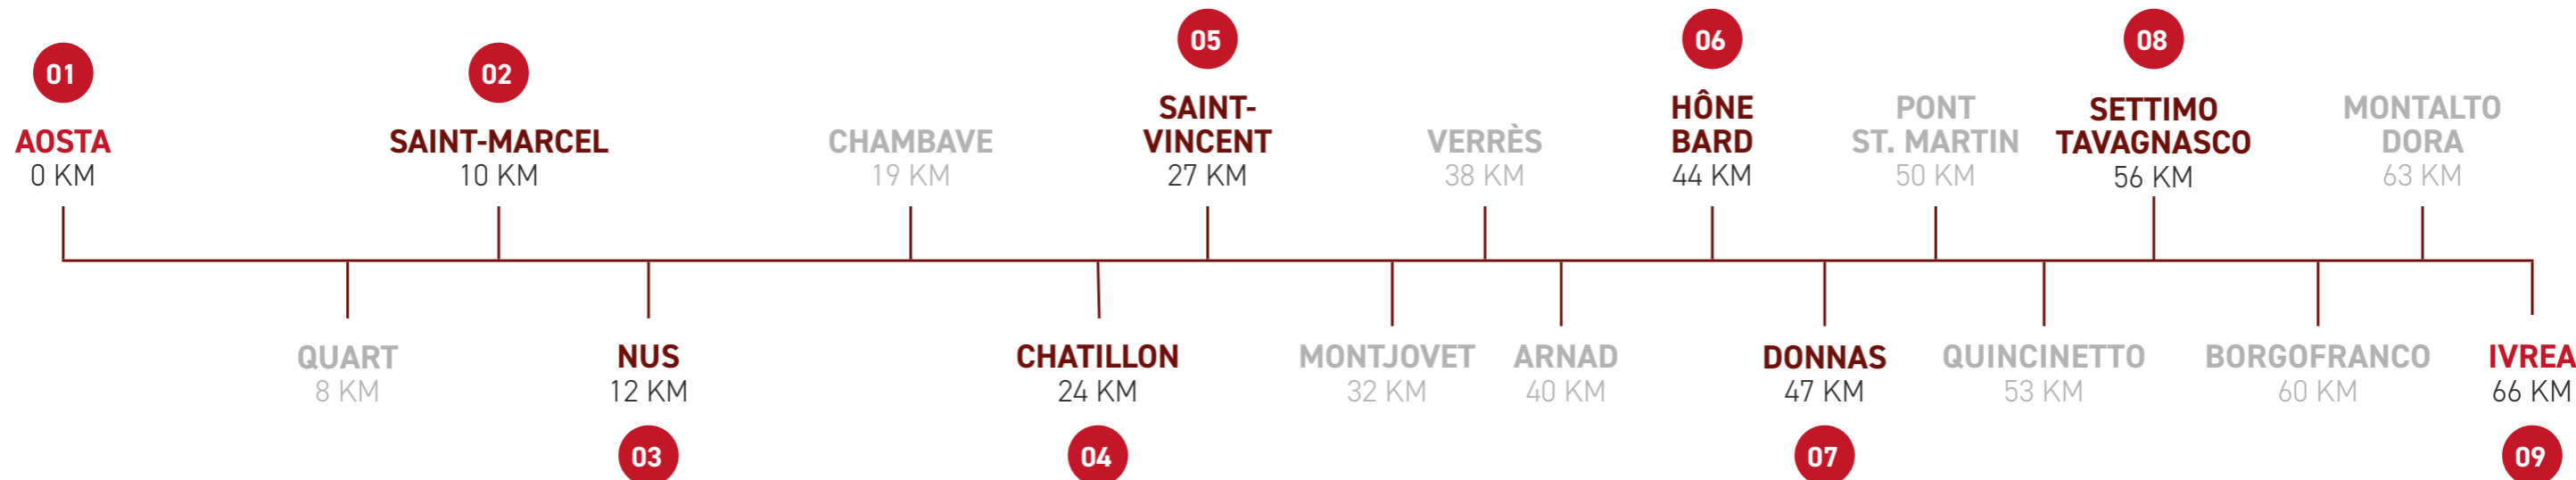 01
AOSTA
0 KM
QUART
8 KM
02
SAINT-MARCEL
10 KM
NUS
12 KM
03
CHAMBAVE
19 KM
CHATILLON
24 KM
04
05
SAINT-
VINCENT
27 KM
MONTJOVET
32 KM
VERRÈS
38 KM
ARNAD
40 KM
06
HÔNE
BARD
44 KM
DONNAS
47 KM
07
PONT
ST. MARTIN
50 KM
QUINCINETTO
53 KM
08
SETTIMO
TAVAGNASCO
56 KM
BORGOFRANCO
60 KM
MONTALTO
DORA
63 KM
IVREA
66 KM
09